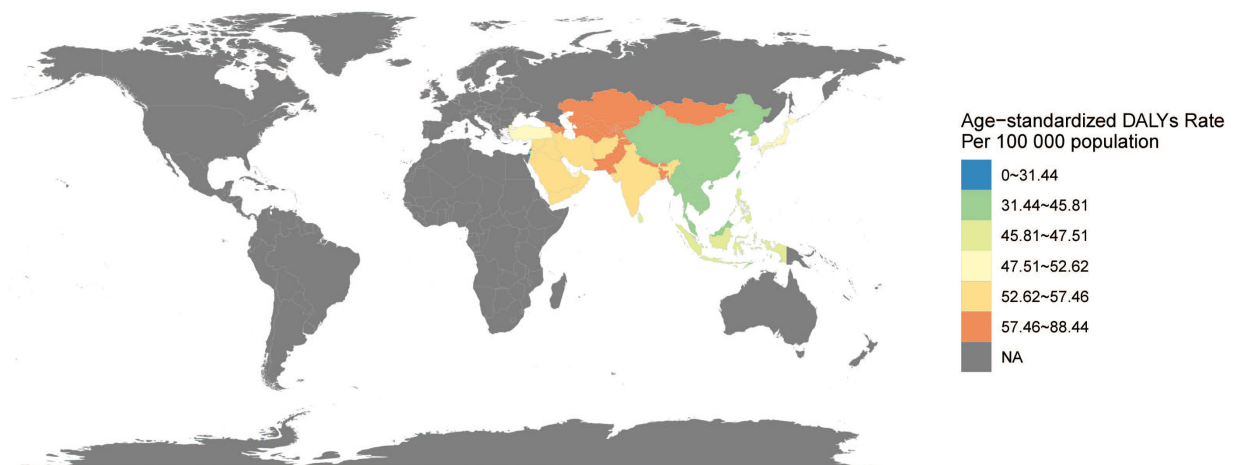 Age−standardized DALYs Rate
Per 100 000 population
0~31.44
31.44~45.81
45.81~47.51
47.51~52.62
52.62~57.46
57.46~88.44
NA